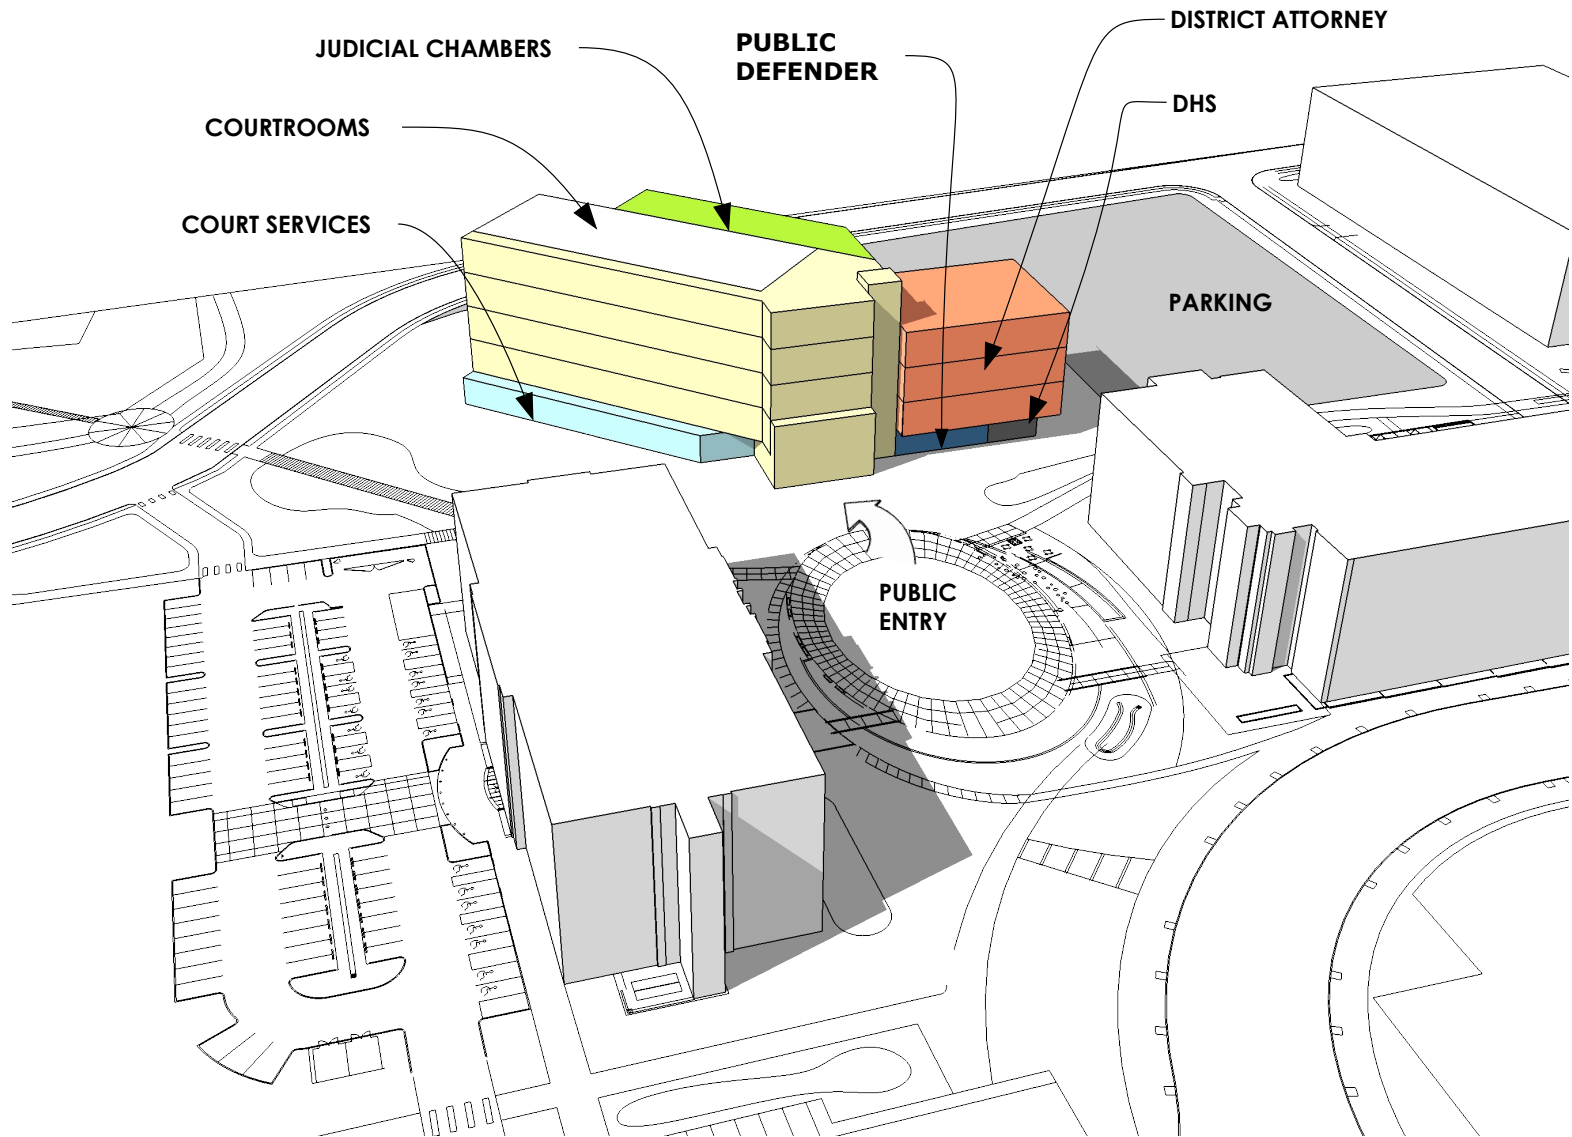 DISTRICT ATTORNEY
JUDICIAL CHAMBERS
PUBLIC
DEFENDER
DHS
COURTROOMS
COURT SERVICES
PARKING
PUBLIC
ENTRY